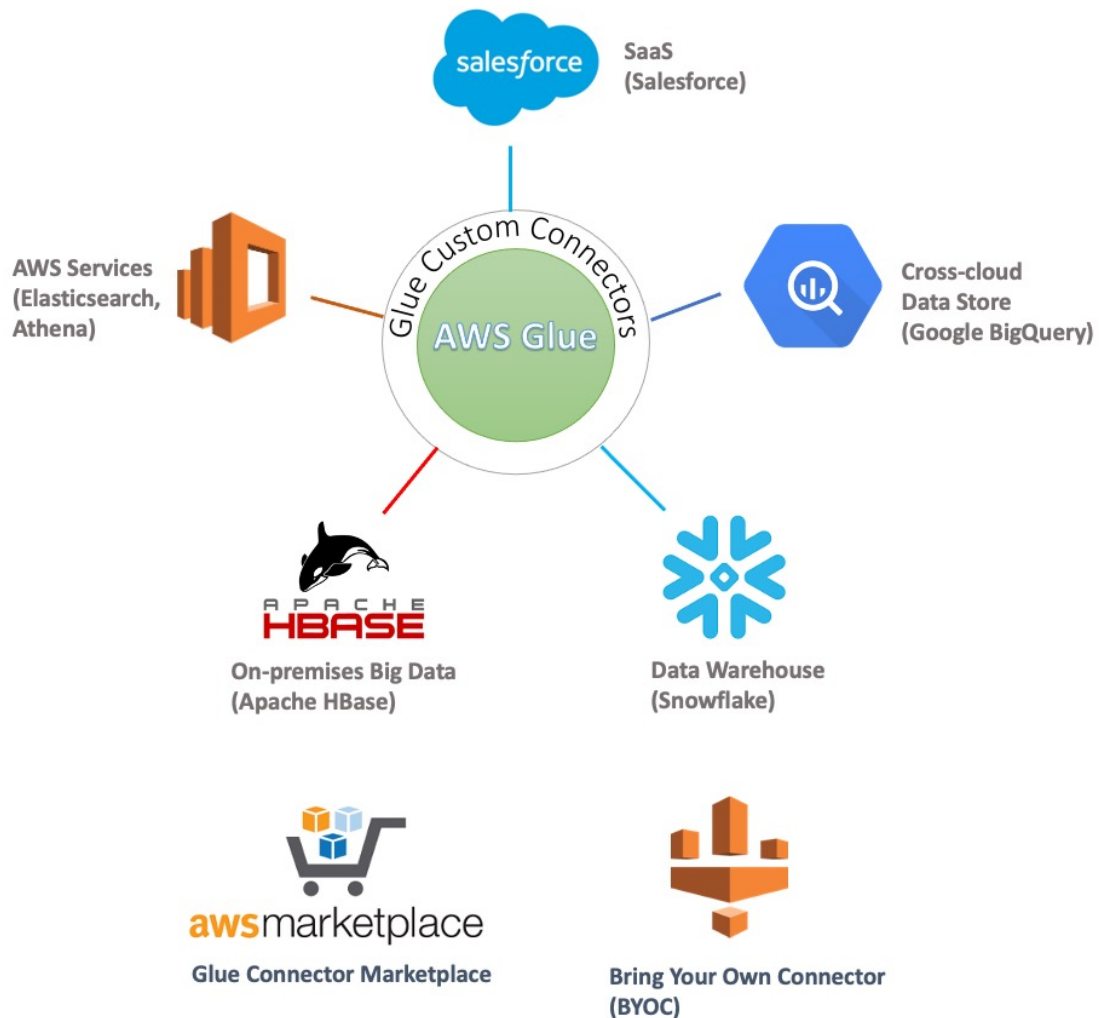 salesforce
SaaS
(Salesforce)
Glue Custom Connectors
AWS Glue
AWS Services
(Elasticsearch,
Athena)
Cross-cloud
Data Store
(Google BigQuery)
APACHE
HBASE
On-premises Big Data
(Apache HBase)
Data Warehouse
(Snowflake)
awsmarketplace
Glue Connector Marketplace
Bring Your Own Connector
(BYOC)